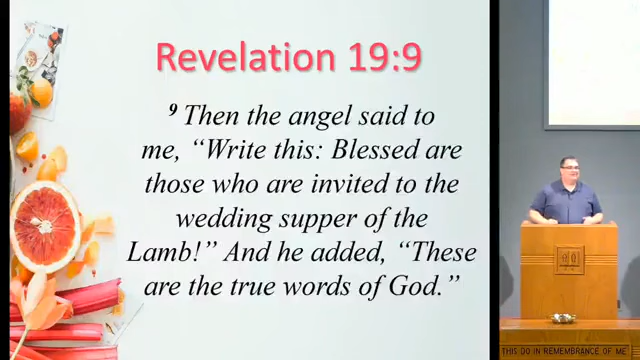 Revelation 19:9
9 Then the angel said to
me, “Write this: Blessed are
those who are invited to the
wedding supper of the
Lamb!” And he added, “These
are the true words of God.”
THIS DO IN REMEMBRANCE OF ME